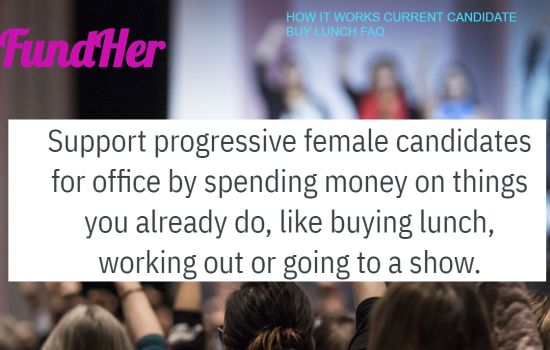 FundHer
HOW IT WORKS CURRENT CANDIDATE
BUY LUNCH FAQ
Support progressive female candidates
for office by spending money on things
you already do, like buying lunch,
working out or going to a show.